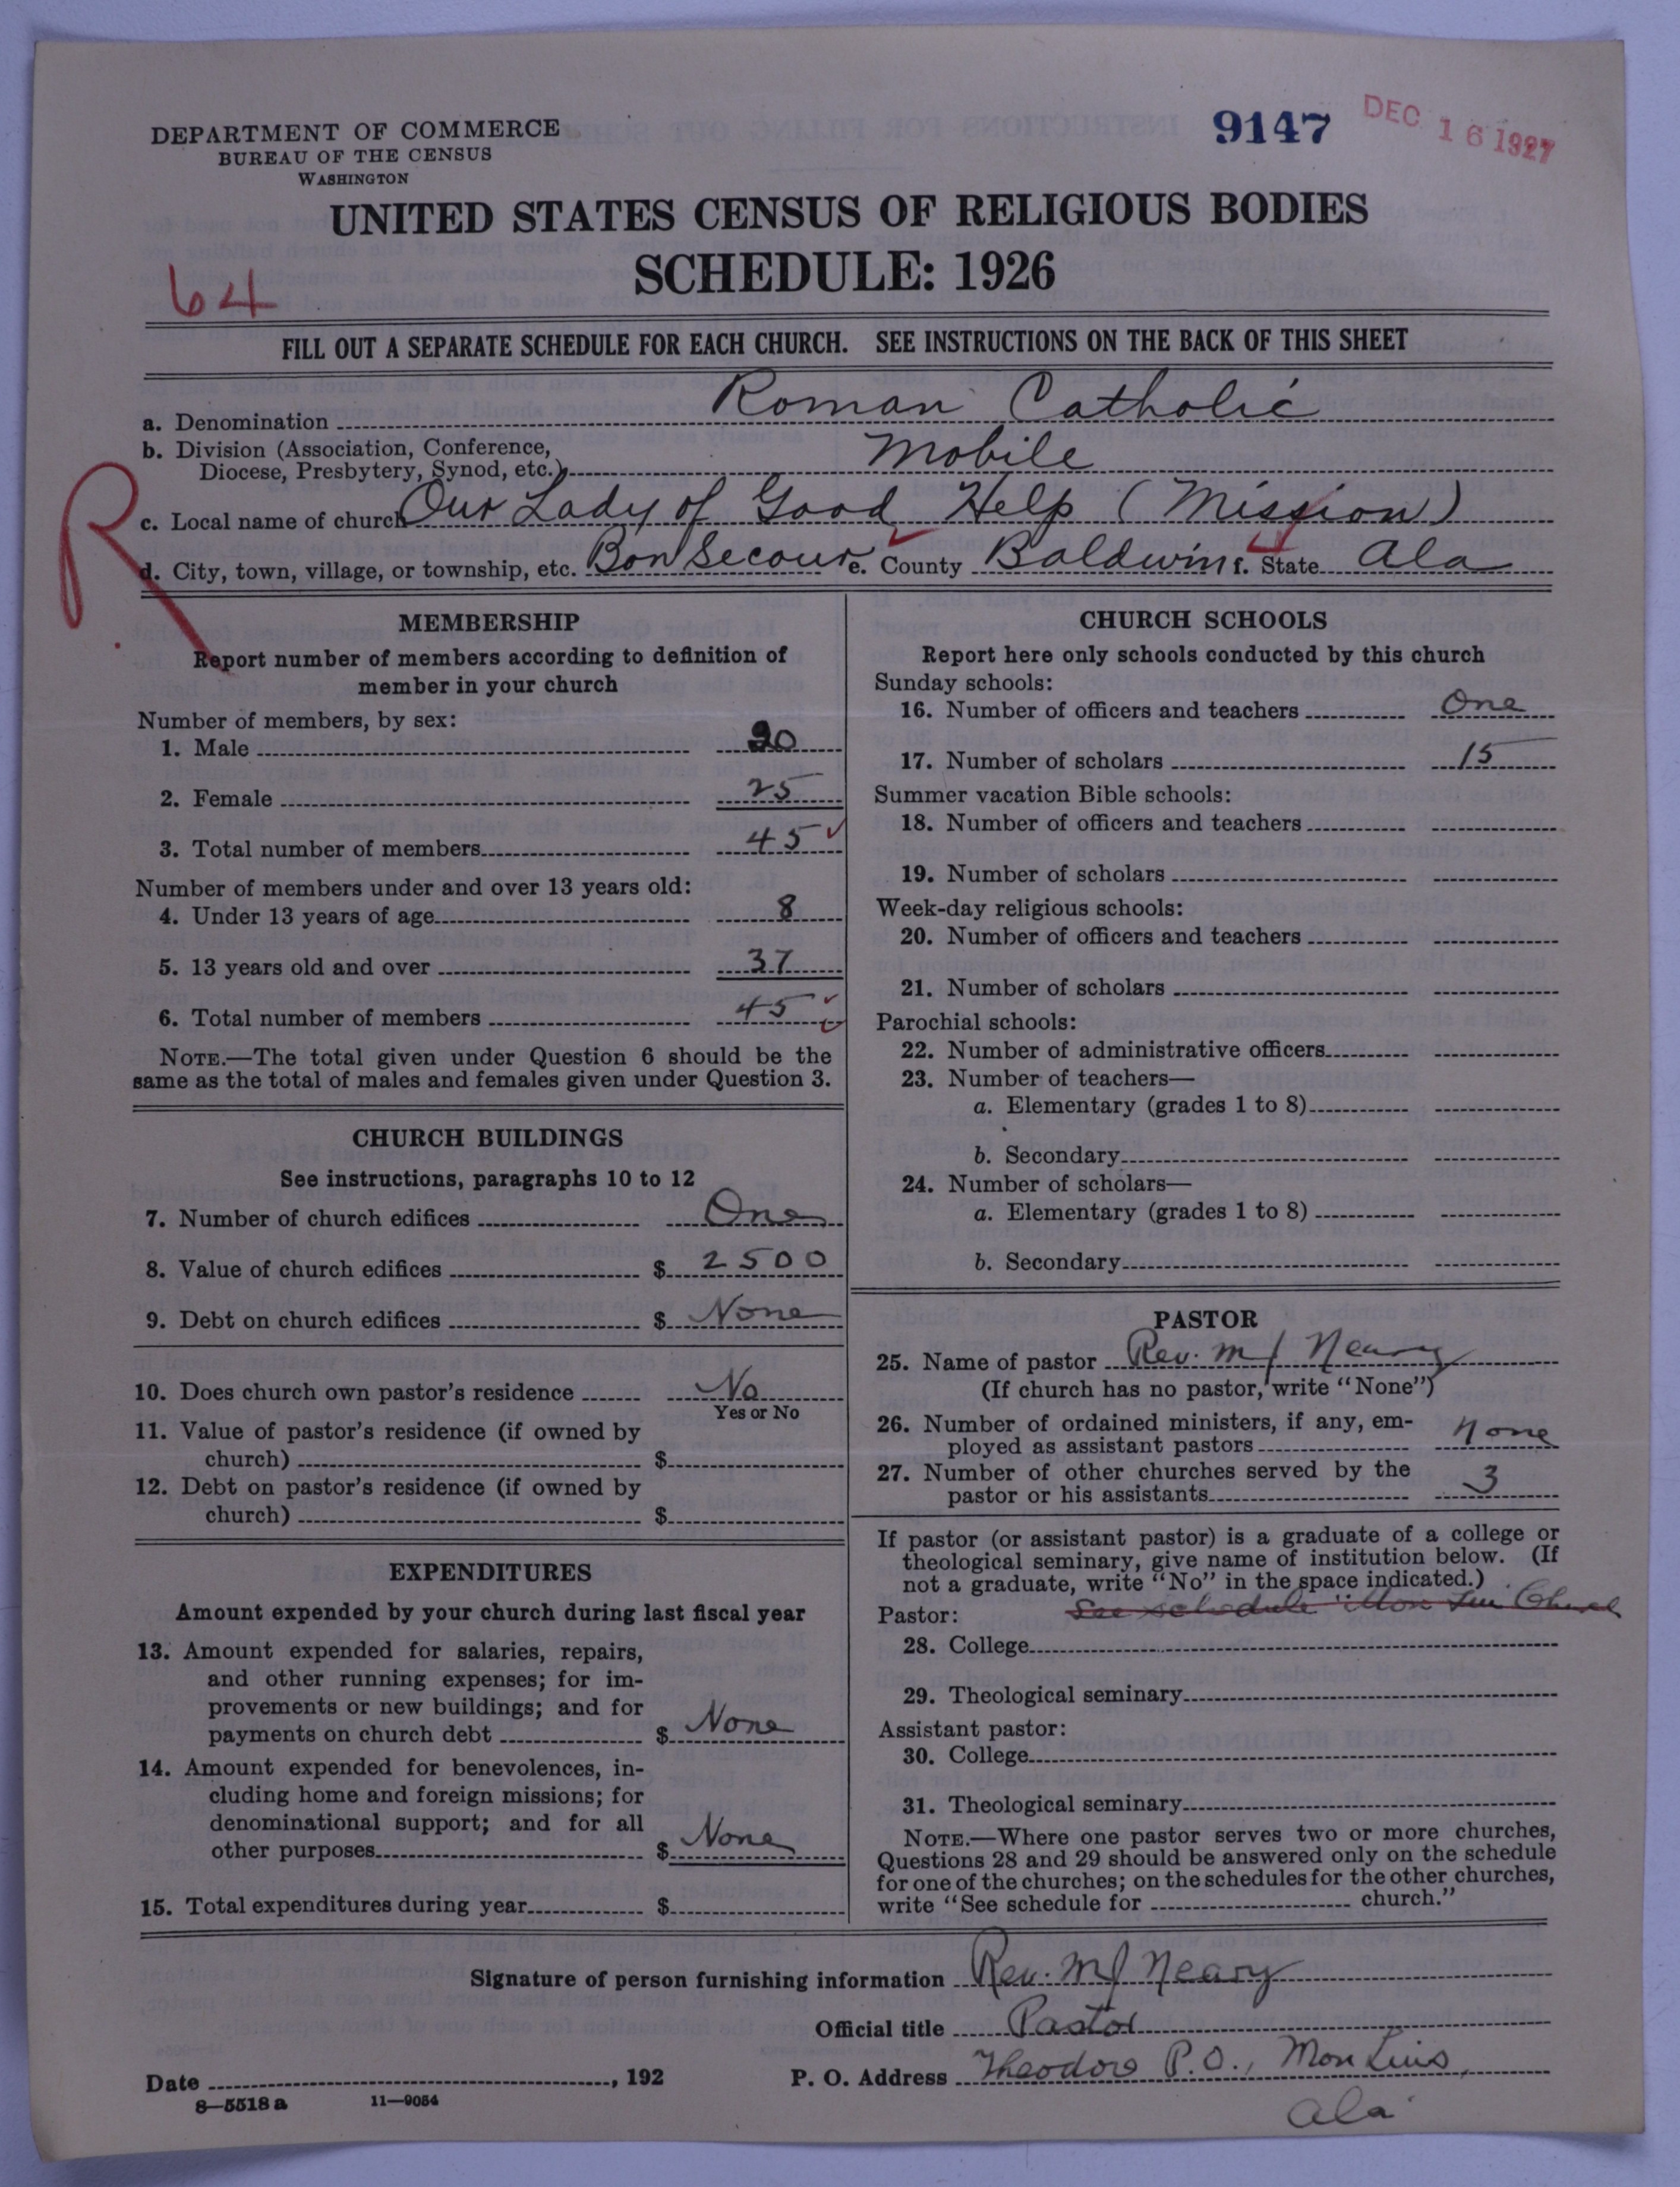 DEPARTMENT OF COMMERCE
BUREAU OF THE CENSUS
WASHINGTON
9147
DEC 16 1927
UNITED STATES CENSUS OF RELIGIOUS BODIES
SCHEDULE: 1926
64
FILL OUT A SEPARATE SCHEDULE FOR EACH CHURCH. SEE INSTRUCTIONS ON THE BACK OF THIS SHEET
a. Denomination Roman Catholic
b. Division (Association, Conference,
Diocese, Presbytery, Synod, etc.) Mobile
R
c. Local name of church Our Lady of Good Help (Mission)
d. City, town, village, or township, etc. Bon Secour e. County Baldwin f. State Ala
MEMBERSHIP
Report number of members according to definition of
member in your church
Number of members, by sex:
1. Male 20
2. Female 25
3. Total number of members 45
Number of members under and over 13 years old:
4. Under 13 years of age 8
5. 13 years old and over 37
6. Total number of members 45
NOTE.—The total given under Question 6 should be the
same as the total of males and females given under Question 3.
CHURCH BUILDINGS
See instructions, paragraphs 10 to 12
7. Number of church edifices One
8. Value of church edifices $ 2500
9. Debt on church edifices $ None
10. Does church own pastor's residence No
Yes or No
11. Value of pastor's residence (if owned by
church) $
12. Debt on pastor's residence (if owned by
church) $
EXPENDITURES
Amount expended by your church during last fiscal year
13. Amount expended for salaries, repairs,
and other running expenses; for im-
provements or new buildings; and for
payments on church debt $ None
14. Amount expended for benevolences, in-
cluding home and foreign missions; for
denominational support; and for all
other purposes $ None
15. Total expenditures during year $
CHURCH SCHOOLS
Report here only schools conducted by this church
Sunday schools:
16. Number of officers and teachers One
17. Number of scholars 15
Summer vacation Bible schools:
18. Number of officers and teachers
19. Number of scholars
Week-day religious schools:
20. Number of officers and teachers
21. Number of scholars
Parochial schools:
22. Number of administrative officers
23. Number of teachers—
a. Elementary (grades 1 to 8)
b. Secondary
24. Number of scholars—
a. Elementary (grades 1 to 8)
b. Secondary
PASTOR
25. Name of pastor Rev. M J Neary
(If church has no pastor, write "None")
26. Number of ordained ministers, if any, em-
ployed as assistant pastors None
27. Number of other churches served by the
pastor or his assistants 3
If pastor (or assistant pastor) is a graduate of a college or
theological seminary, give name of institution below. (If
not a graduate, write "No" in the space indicated.)
Pastor: See schedule "Mon Luis Church
28. College
29. Theological seminary
Assistant pastor:
30. College
31. Theological seminary
NOTE.—Where one pastor serves two or more churches,
Questions 28 and 29 should be answered only on the schedule
for one of the churches; on the schedules for the other churches,
write "See schedule for church."
Signature of person furnishing information Rev. M J Neary
Official title Pastor
Date , 192
P. O. Address Theodore P.O., Mon Luis,
Ala
8—5518 a
11—9054